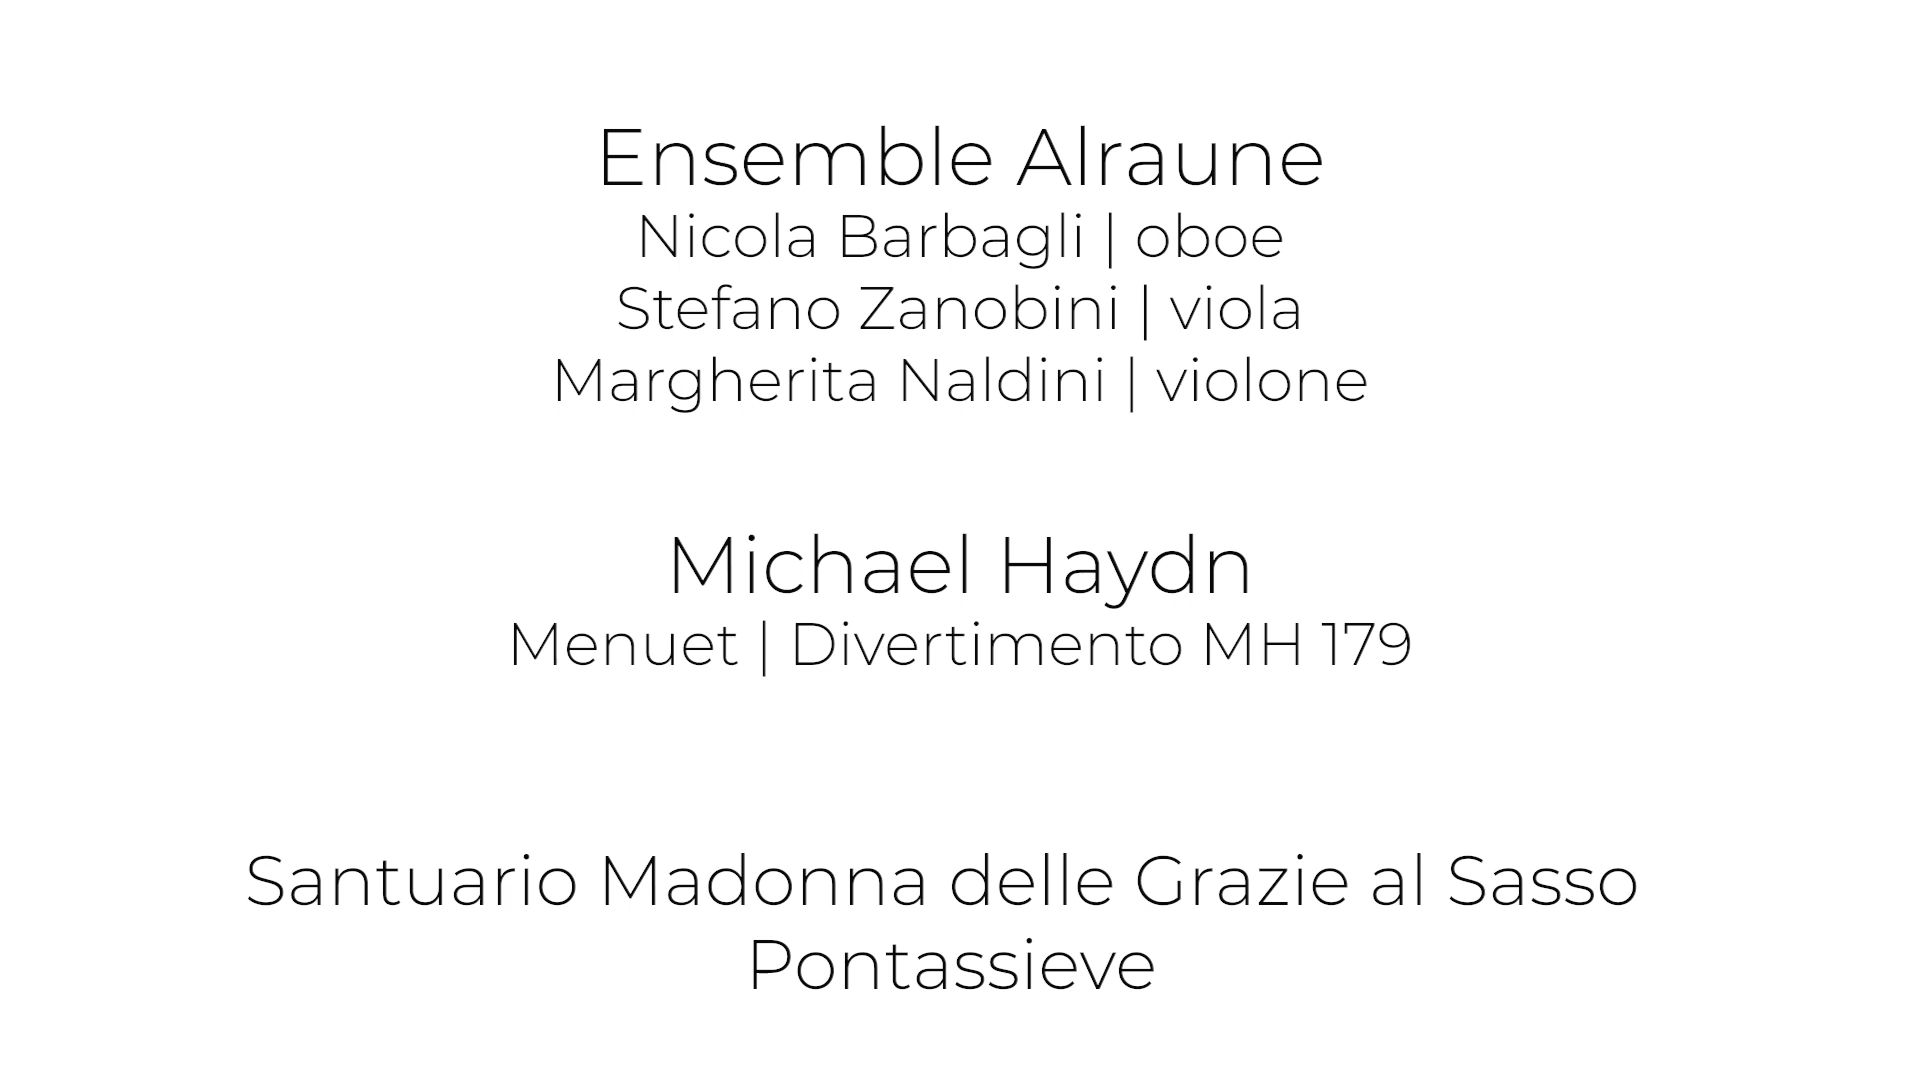 Ensemble Alraune
Nicola Barbagli | oboe
Stefano Zanobini | viola
Margherita Naldini | violone
Michael Haydn
Menuet | Divertimento MH 179
Santuario Madonna delle Grazie al Sasso
Pontassieve